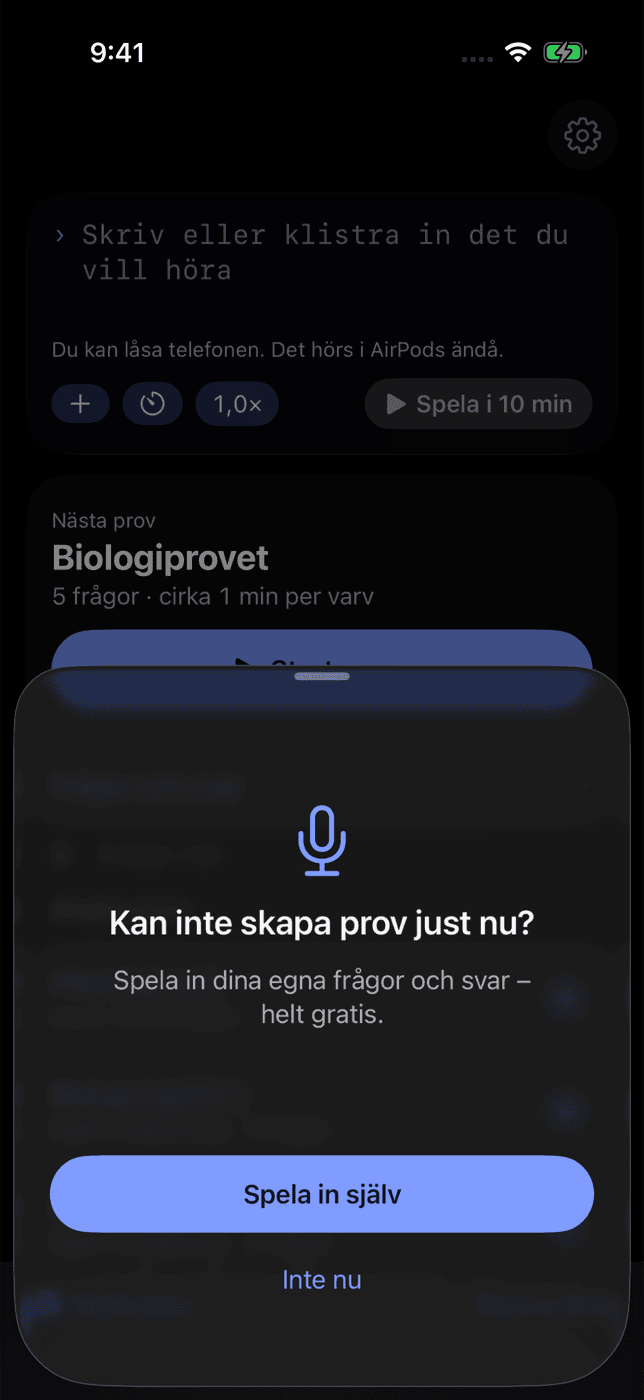 9:41
› Skriv eller klistra in det du
vill höra
Du kan låsa telefonen. Det hörs i AirPods ändå.
1,0×
Spela i 10 min
Nästa prov
Biologiprovet
5 frågor · cirka 1 min per varv
Kan inte skapa prov just nu?
Spela in dina egna frågor och svar –
helt gratis.
Spela in själv
Inte nu